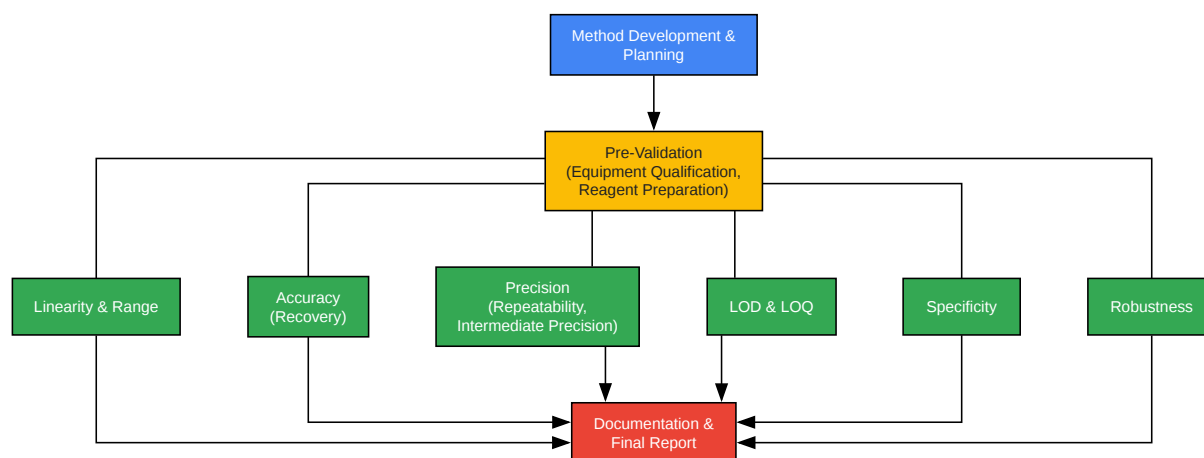 Method Development &
Planning
Pre-Validation
(Equipment Qualification,
Reagent Preparation)
Linearity & Range
Accuracy
(Recovery)
Precision
(Repeatability,
Intermediate Precision)
LOD & LOQ
Specificity
Robustness
Documentation &
Final Report